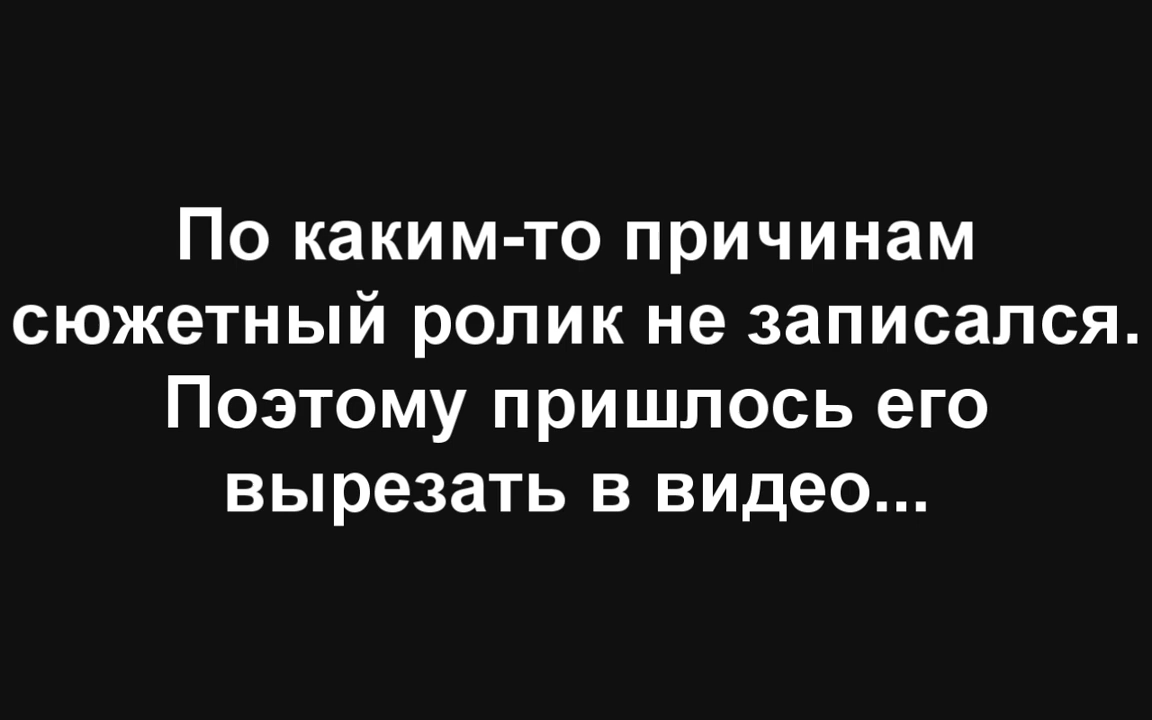 По каким-то причинам
сюжетный ролик не записался.
Поэтому пришлось его
вырезать в видео...